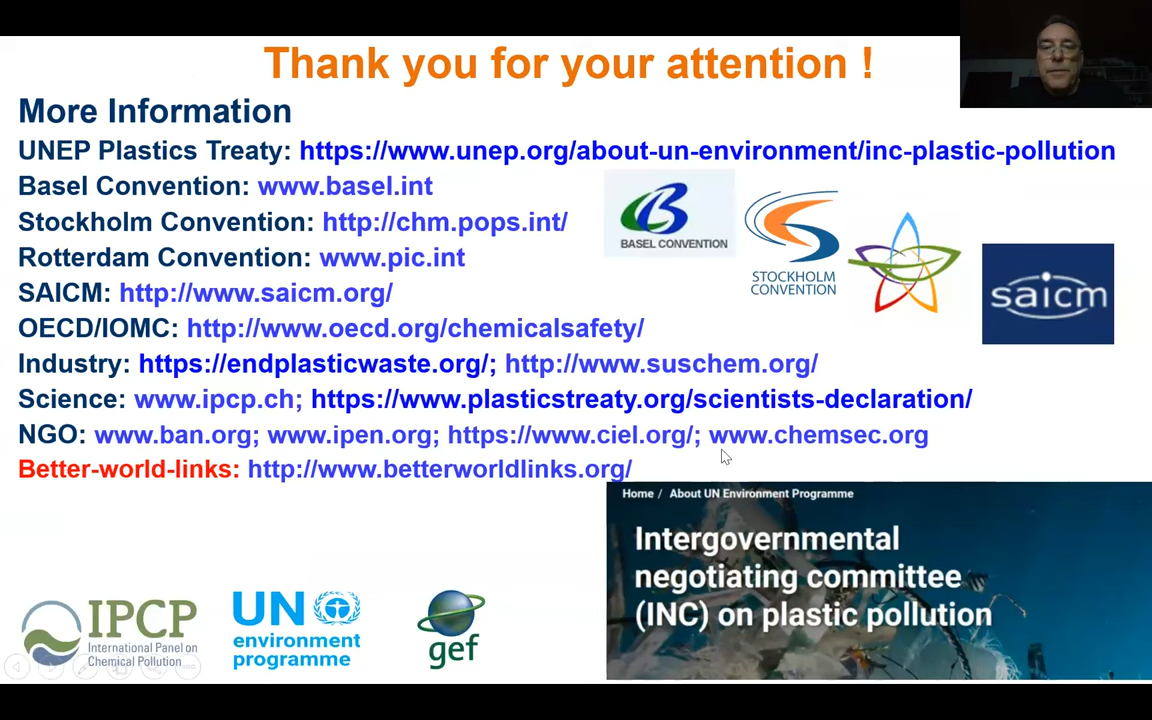 Thank you for your attention !
More Information
UNEP Plastics Treaty: https://www.unep.org/about-un-environment/inc-plastic-pollution
Basel Convention: www.basel.int
Stockholm Convention: http://chm.pops.int/
Rotterdam Convention: www.pic.int
SAICM: http://www.saicm.org/
OECD/IOMC: http://www.oecd.org/chemicalsafety/
Industry: https://endplasticwaste.org/; http://www.suschem.org/
Science: www.ipcp.ch; https://www.plasticstreaty.org/scientists-declaration/
NGO: www.ban.org; www.ipen.org; https://www.ciel.org/; www.chemsec.org
Better-world-links: http://www.betterworldlinks.org/
BASEL CONVENTION
STOCKHOLM
CONVENTION
saicm
Home / About UN Environment Programme
Intergovernmental
negotiating committee
(INC) on plastic pollution
IPCP
International Panel on
Chemical Pollution
UN
environment
programme
gef